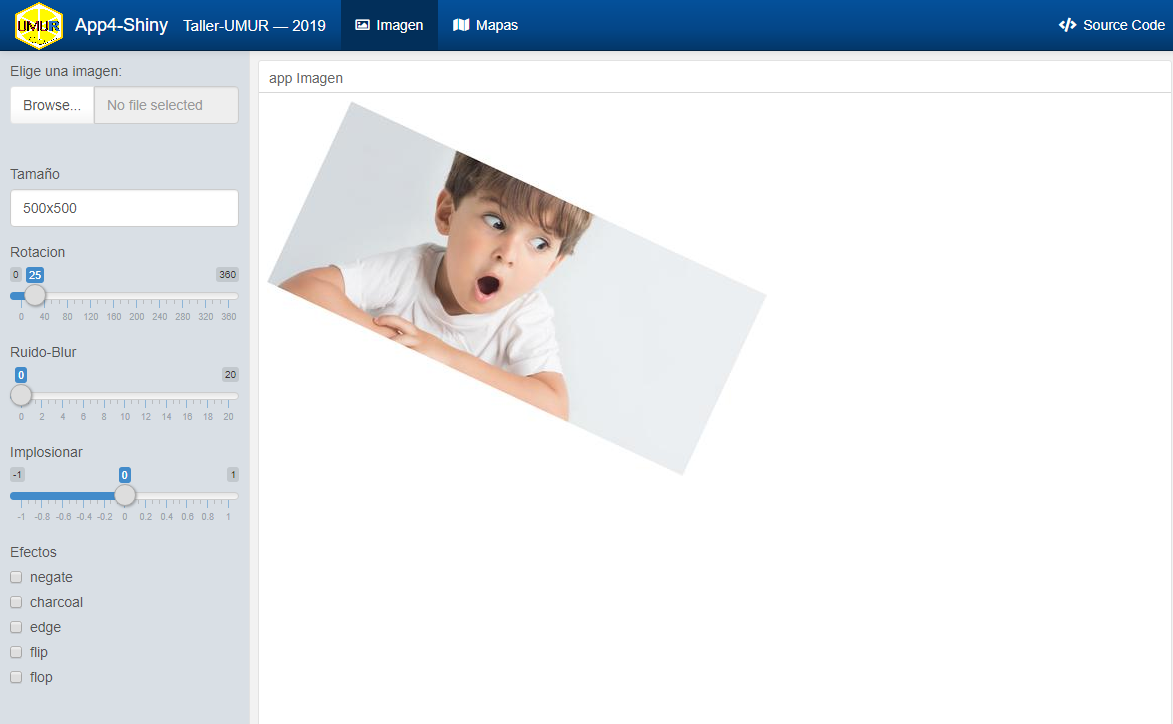 UMUR App4-Shiny Taller-UMUR — 2019 Imagen Mapas Source Code
Elige una imagen:
Browse... No file selected
Tamaño
500x500
Rotacion
0 25 360
0 40 80 120 160 200 240 280 320 360
Ruido-Blur
0 20
0 2 4 6 8 10 12 14 16 18 20
Implosionar
-1 0 1
-1 -0.8 -0.6 -0.4 -0.2 0 0.2 0.4 0.6 0.8 1
Efectos
negate
charcoal
edge
flip
flop
app Imagen